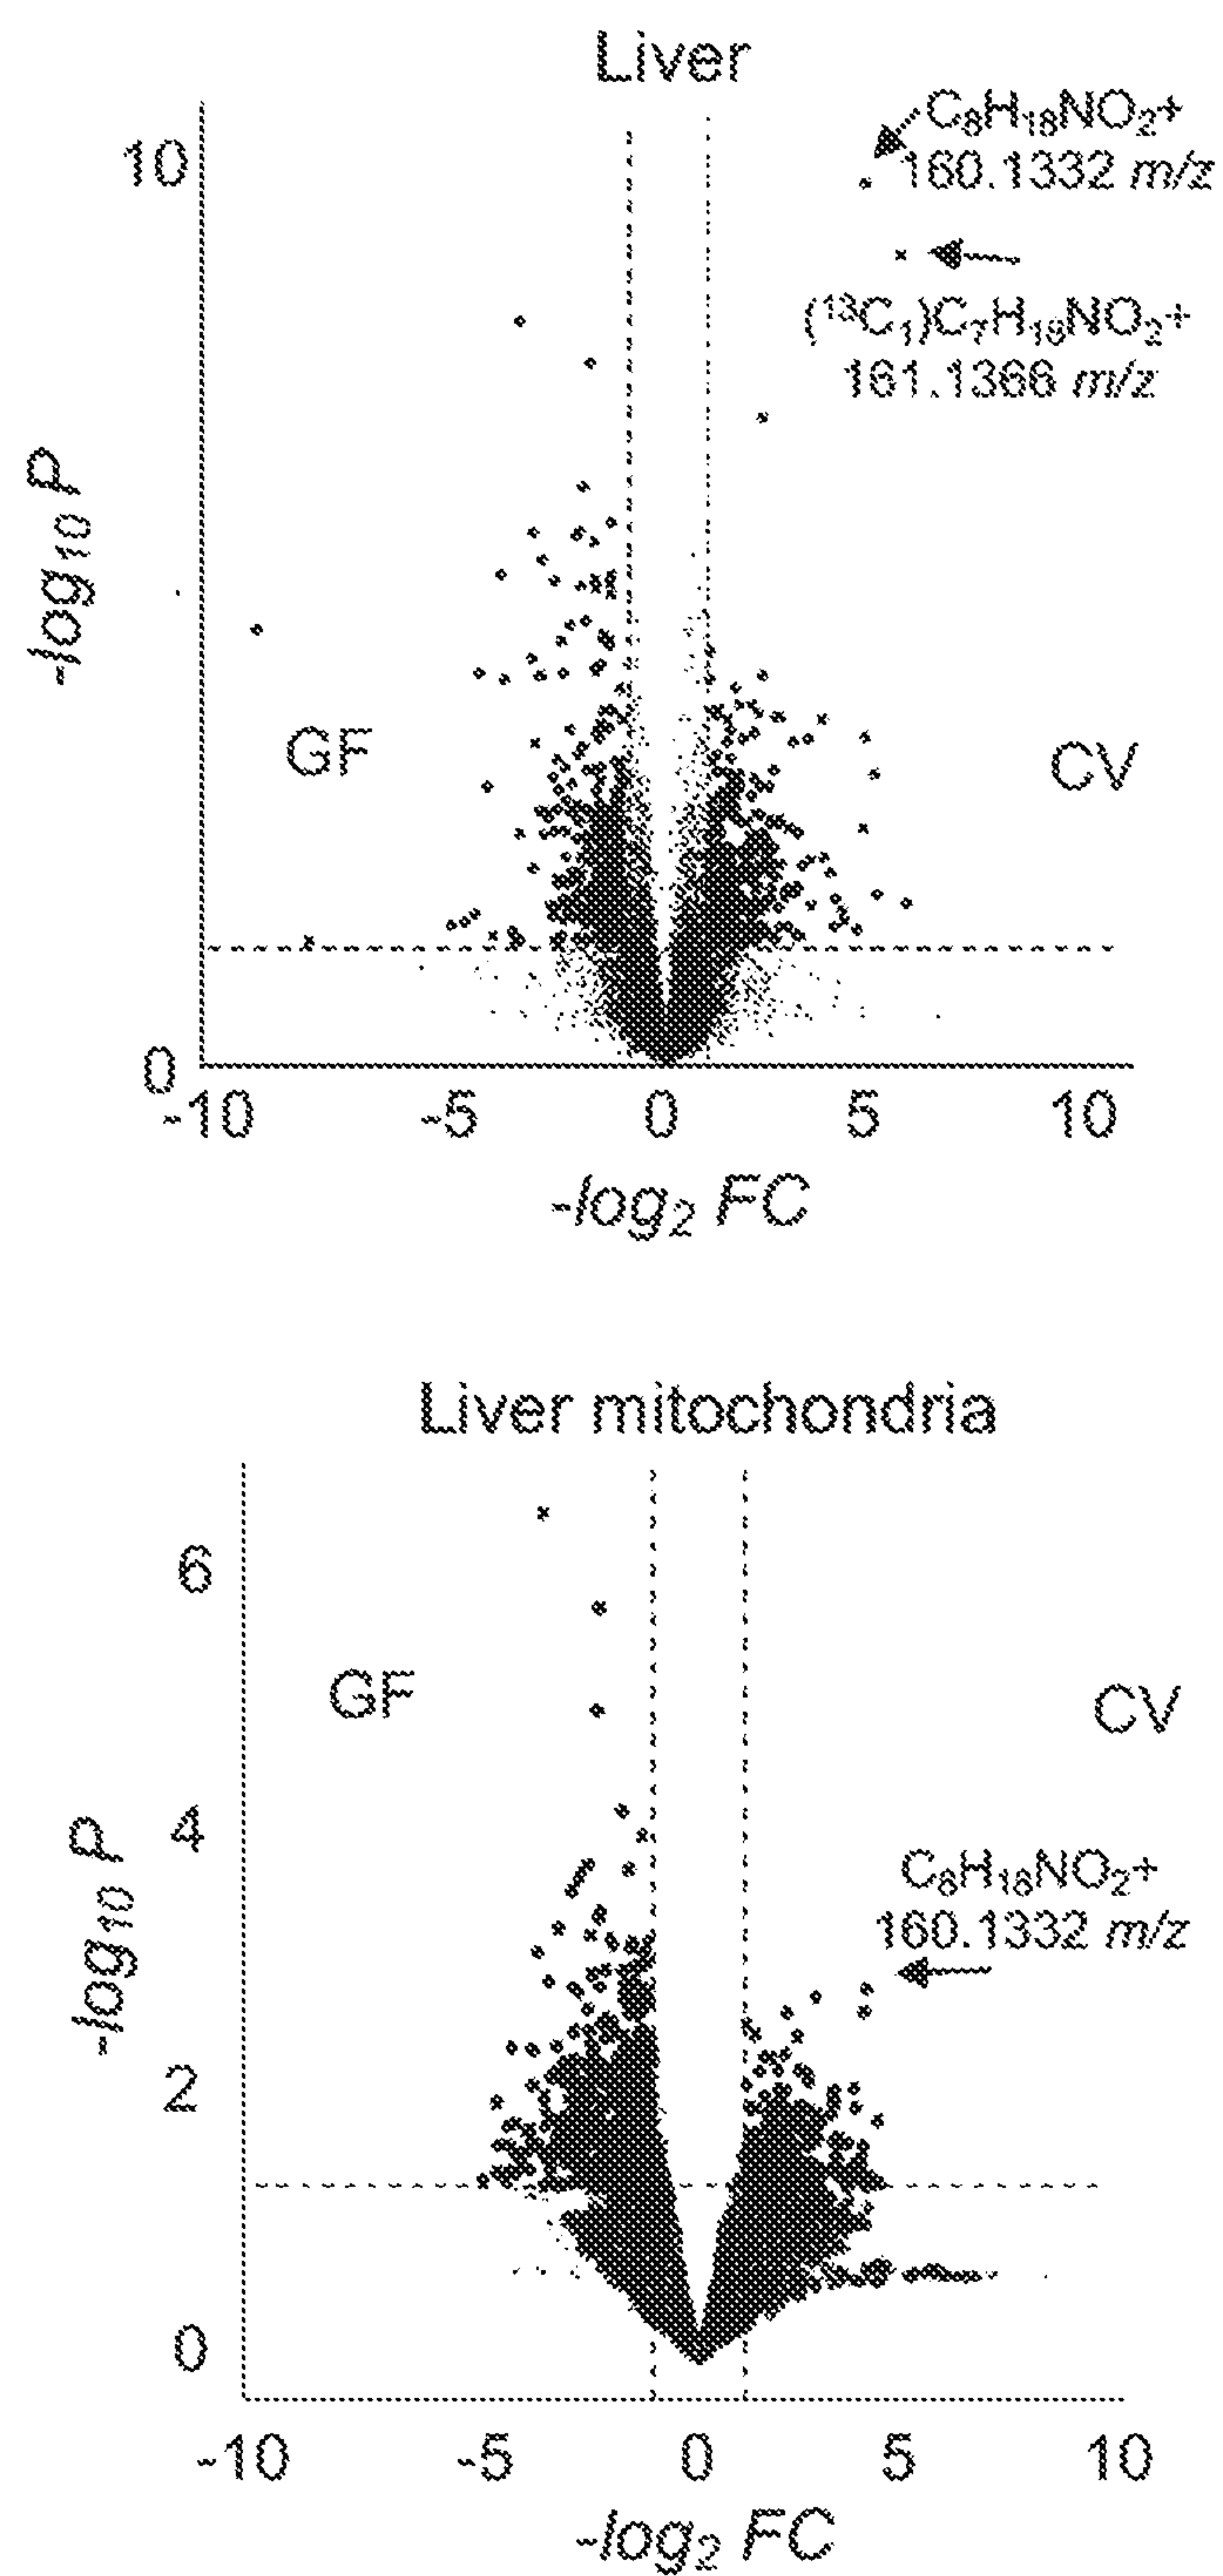 Liver
C₈H₁₈NO₂+
160.1332 m/z
(¹³C₁)C₇H₁₈NO₂+
161.1366 m/z
10
-log₁₀ P
GF
CV
0
-10 -5 0 5 10
-log₂ FC
Liver mitochondria
6
GF
CV
4
C₈H₁₈NO₂+
160.1332 m/z
-log₁₀ P
2
0
-10 -5 0 5 10
-log₂ FC